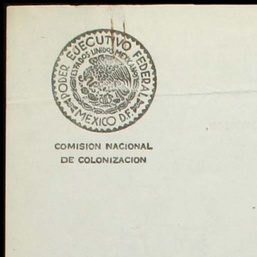 PODER EJECUTIVO FEDERAL
ESTADOS UNIDOS MEXICANOS
MEXICO D.F.
COMISION NACIONAL
DE COLONIZACION